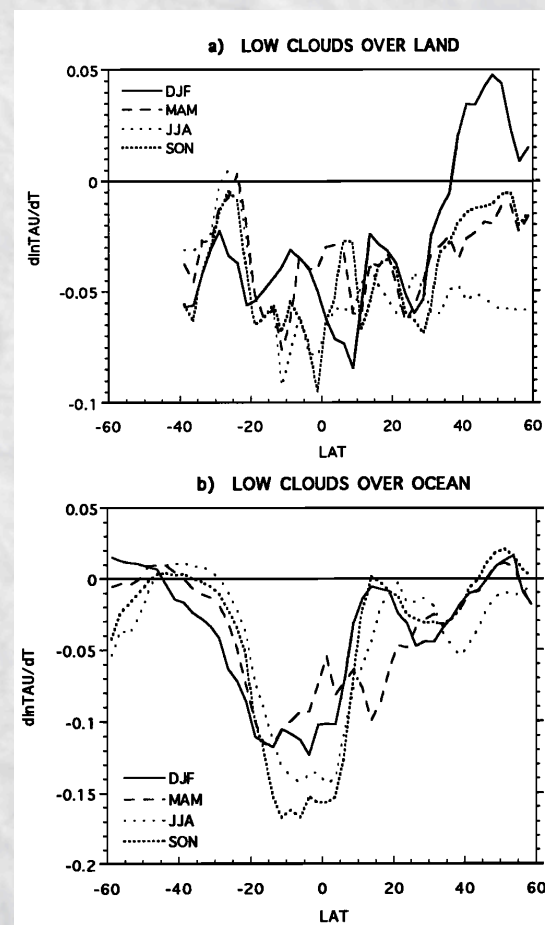 a) LOW CLOUDS OVER LAND
0.05
0
-0.05
-0.1
dlnTAU/dT
DJF
MAM
JJA
SON
-60 -40 -20 0 20 40 60
LAT
b) LOW CLOUDS OVER OCEAN
0.05
0
-0.05
-0.1
-0.15
-0.2
dlnTAU/dT
DJF
MAM
JJA
SON
-60 -40 -20 0 20 40 60
LAT